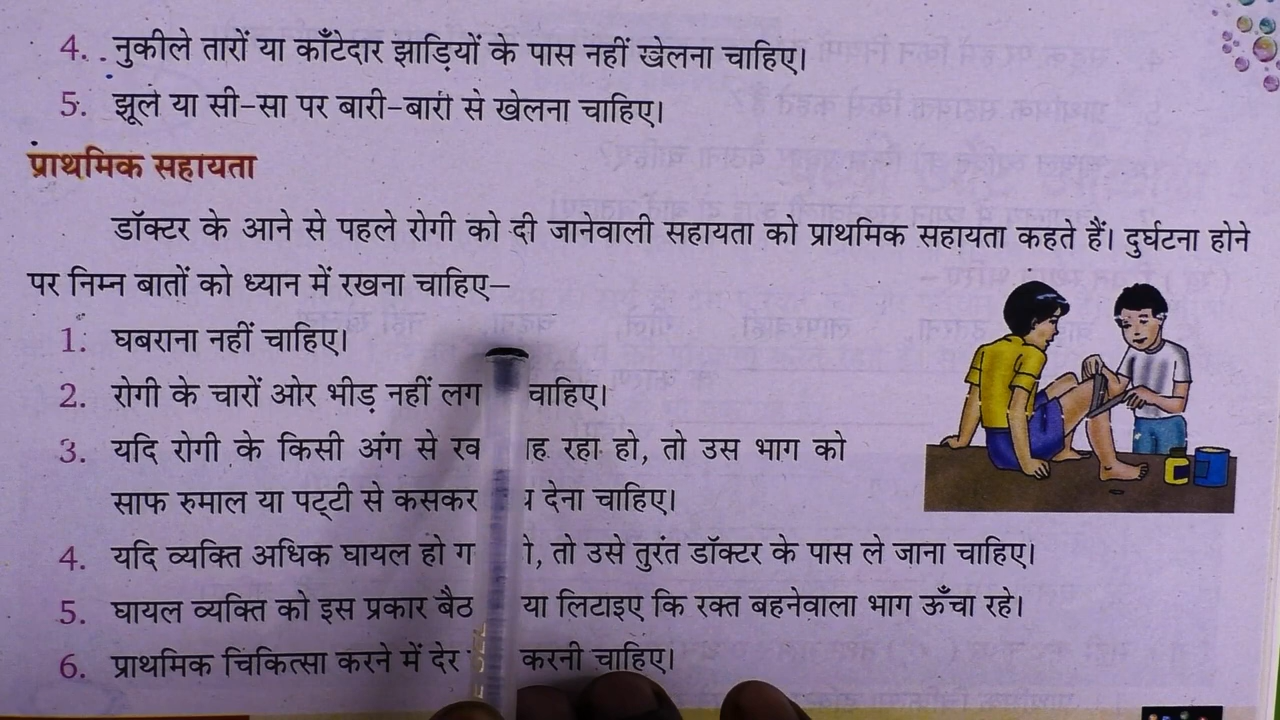 4. नुकीले तारों या काँटेदार झाड़ियों के पास नहीं खेलना चाहिए।
5. झूले या सी-सा पर बारी-बारी से खेलना चाहिए।
प्राथमिक सहायता
डॉक्टर के आने से पहले रोगी को दी जानेवाली सहायता को प्राथमिक सहायता कहते हैं। दुर्घटना होने
पर निम्न बातों को ध्यान में रखना चाहिए–
1. घबराना नहीं चाहिए।
2. रोगी के चारों ओर भीड़ नहीं चाहिए।
3. यदि रोगी के किसी अंग से रहा हो, तो उस भाग को
साफ रुमाल या पट्टी से कसकर देना चाहिए।
4. यदि व्यक्ति अधिक घायल हो तो उसे तुरंत डॉक्टर के पास ले जाना चाहिए।
5. घायल व्यक्ति को इस प्रकार या लिटाइए कि रक्त बहनेवाला भाग ऊँचा रहे।
6. प्राथमिक चिकित्सा करने में देर करनी चाहिए।